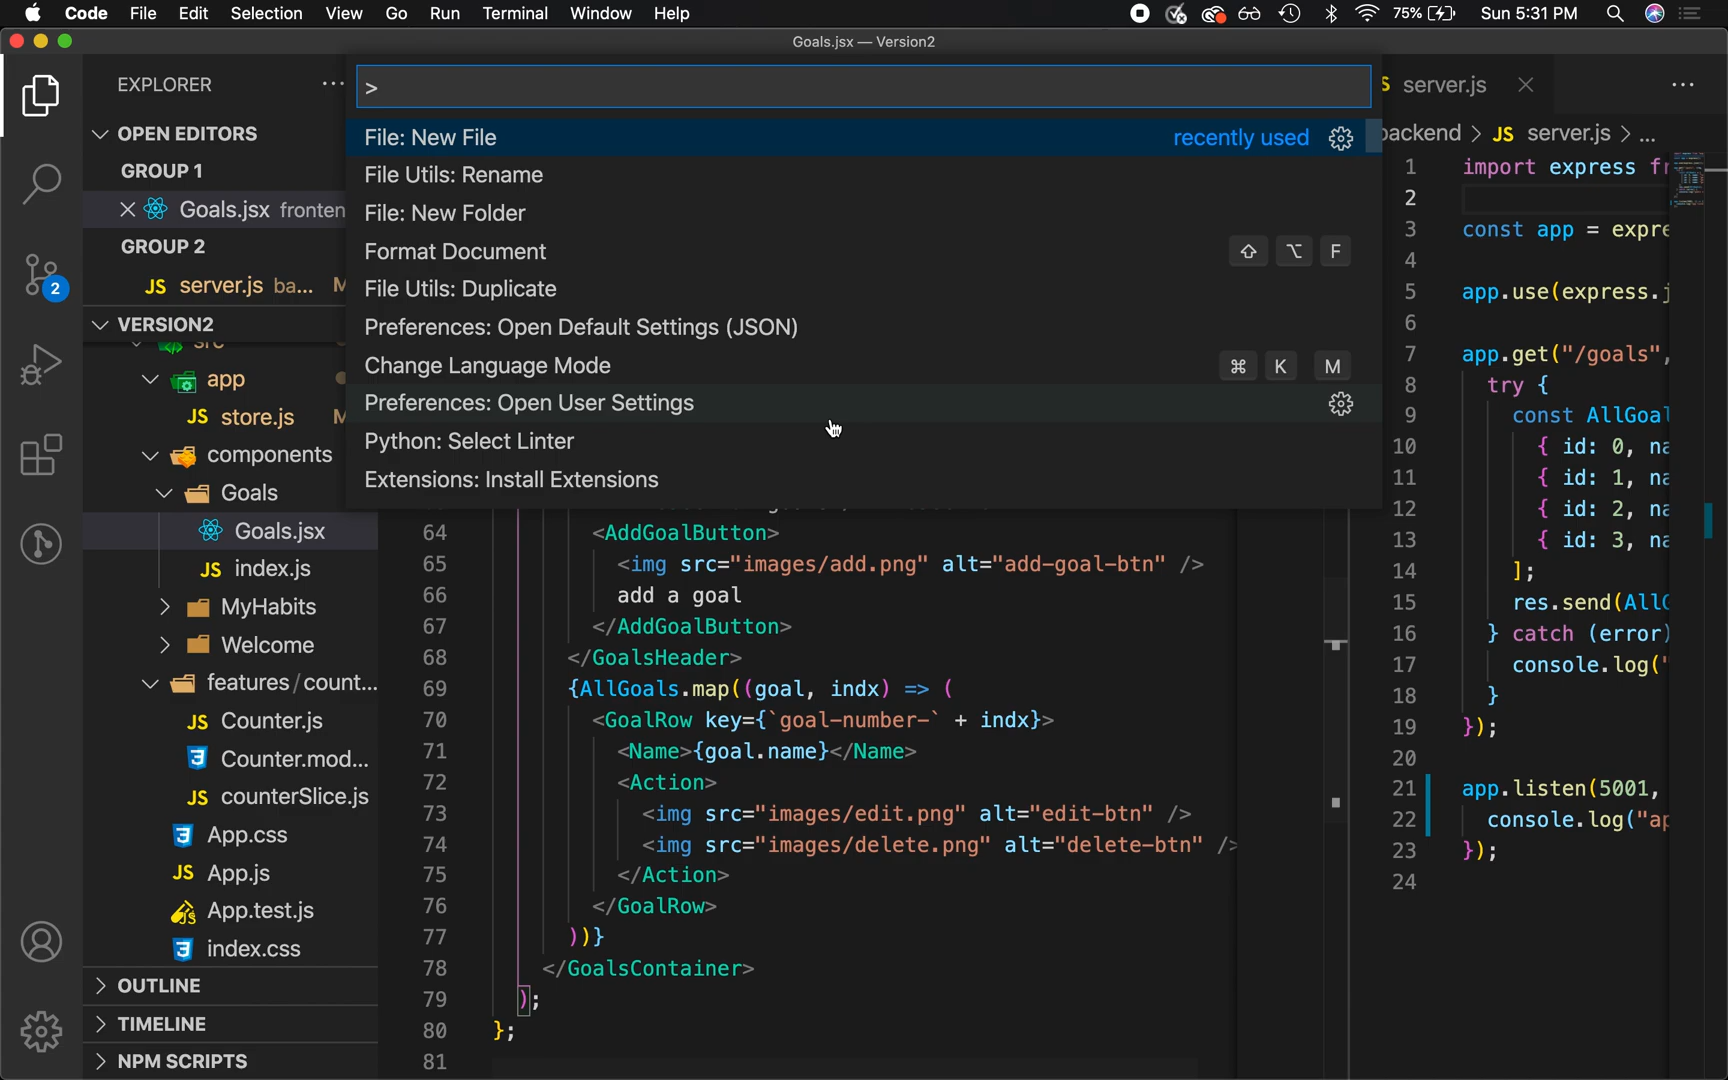 Code File Edit Selection View Go Run Terminal Window Help 75% Sun 5:31 PM
Goals.jsx — Version2
EXPLORER
OPEN EDITORS
GROUP 1
Goals.jsx fronten
GROUP 2
JS server.js ba... M
VERSION2
src
app
JS store.js M
components
Goals
Goals.jsx
JS index.js
MyHabits
Welcome
features/count...
JS Counter.js
Counter.mod...
JS counterSlice.js
App.css
JS App.js
App.test.js
index.css
OUTLINE
TIMELINE
NPM SCRIPTS
2
>
File: New File recently used
File Utils: Rename
File: New Folder
Format Document ⇧ ⌥ F
File Utils: Duplicate
Preferences: Open Default Settings (JSON)
Change Language Mode ⌘ K M
Preferences: Open User Settings
Python: Select Linter
Extensions: Install Extensions
64 <AddGoalButton>
65 <img src="images/add.png" alt="add-goal-btn" />
66 add a goal
67 </AddGoalButton>
68 </GoalsHeader>
69 {AllGoals.map((goal, indx) => (
70 <GoalRow key={`goal-number-` + indx}>
71 <Name>{goal.name}</Name>
72 <Action>
73 <img src="images/edit.png" alt="edit-btn" />
74 <img src="images/delete.png" alt="delete-btn" />
75 </Action>
76 </GoalRow>
77 ))}
78 </GoalsContainer>
79 );
80 };
81
S server.js
ackend > JS server.js > ...
1 import express fr
2
3 const app = expre
4
5 app.use(express.j
6
7 app.get("/goals",
8 try {
9 const AllGoal
10 { id: 0, na
11 { id: 1, na
12 { id: 2, na
13 { id: 3, na
14 ];
15 res.send(AllG
16 } catch (error)
17 console.log("
18 }
19 });
20
21 app.listen(5001,
22 console.log("ap
23 });
24